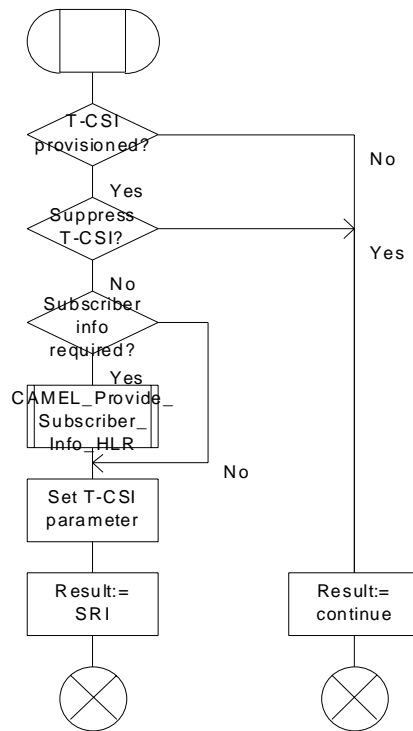 T-CSI
provisioned?
No
Yes
Suppress
T-CSI?
Yes
No
Subscriber
info
required?
Yes
CAMEL_Provide_
Subscriber_
Info_HLR
No
Set T-CSI
parameter
Result:=
SRI
Result:=
continue